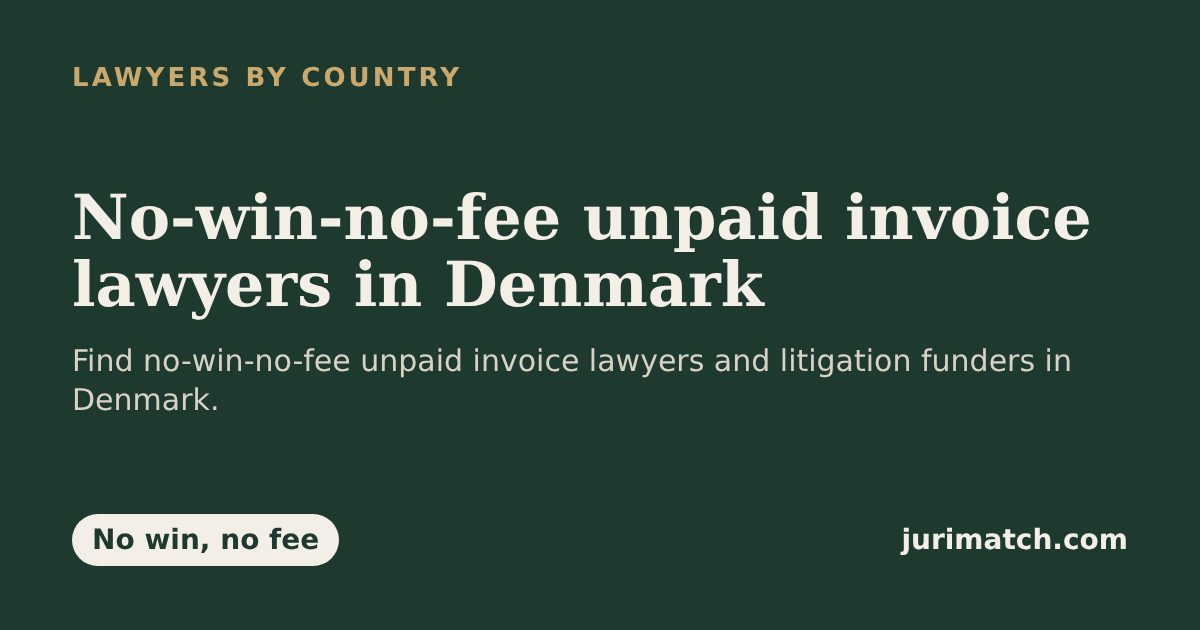 LAWYERS BY COUNTRY
No-win-no-fee unpaid invoice
lawyers in Denmark
Find no-win-no-fee unpaid invoice lawyers and litigation funders in
Denmark.
No win, no fee
jurimatch.com